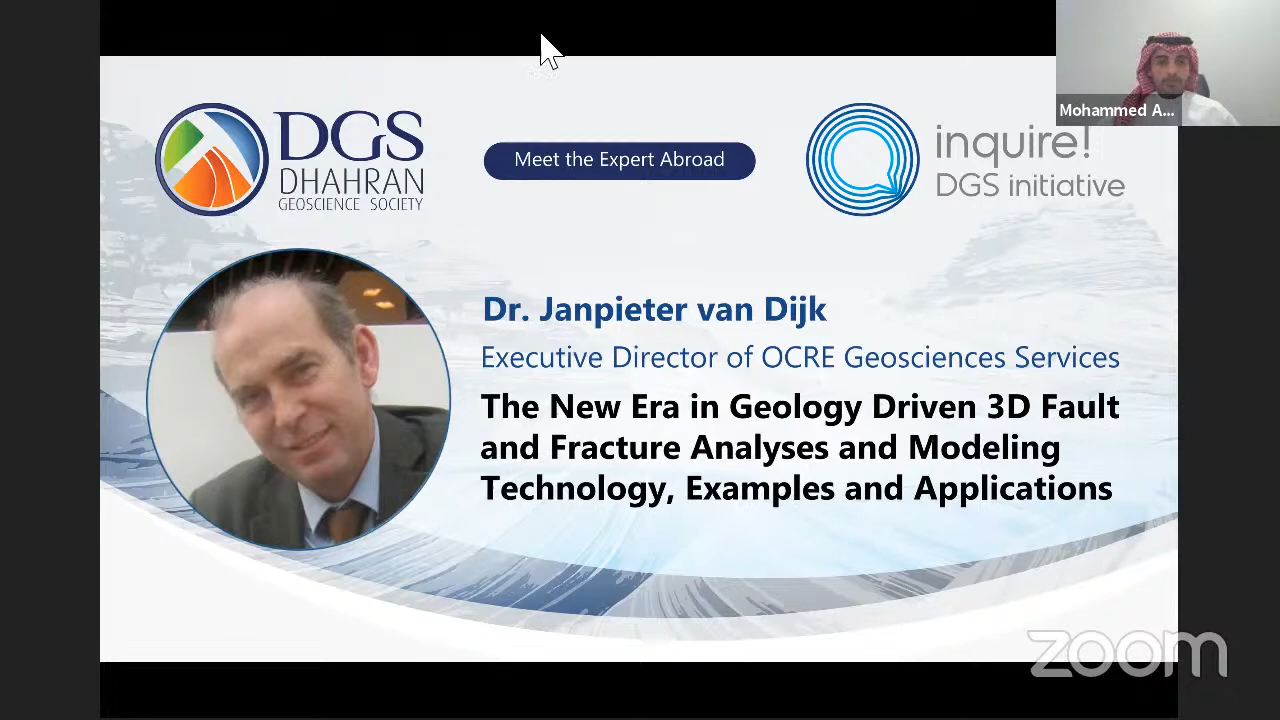 DGS
DHAHRAN
GEOSCIENCE SOCIETY
Meet the Expert Abroad
inquire!
DGS initiative
Mohammed A...
Dr. Janpieter van Dijk
Executive Director of OCRE Geosciences Services
The New Era in Geology Driven 3D Fault
and Fracture Analyses and Modeling
Technology, Examples and Applications
zoom